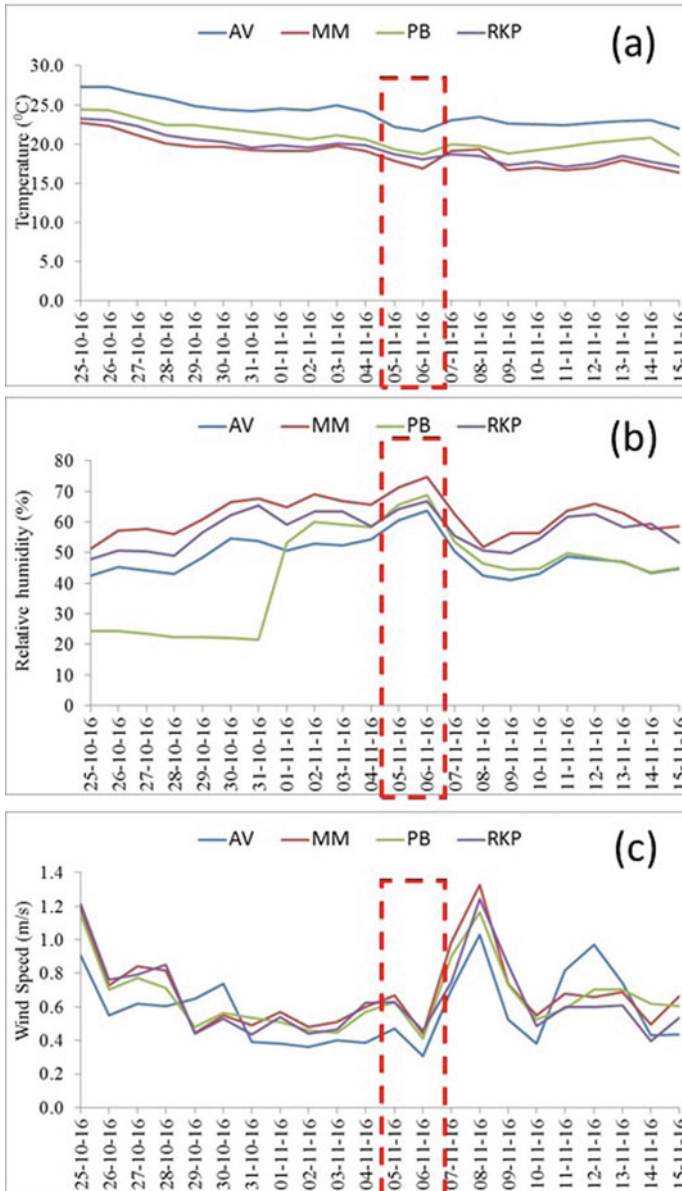 AV MM PB RKP
(a)
Temperature (⁰C)
30.0
25.0
20.0
15.0
10.0
5.0
0.0
25-10-16 26-10-16 27-10-16 28-10-16 29-10-16 30-10-16 31-10-16 01-11-16 02-11-16 03-11-16 04-11-16 05-11-16 06-11-16 07-11-16 08-11-16 09-11-16 10-11-16 11-11-16 12-11-16 13-11-16 14-11-16 15-11-16
AV MM PB RKP
(b)
Relative humidity (%)
80
70
60
50
40
30
20
10
0
25-10-16 26-10-16 27-10-16 28-10-16 29-10-16 30-10-16 31-10-16 01-11-16 02-11-16 03-11-16 04-11-16 05-11-16 06-11-16 07-11-16 08-11-16 09-11-16 10-11-16 11-11-16 12-11-16 13-11-16 14-11-16 15-11-16
AV MM PB RKP
(c)
Wind Speed (m/s)
1.4
1.2
1.0
0.8
0.6
0.4
0.2
0.0
25-10-16 26-10-16 27-10-16 28-10-16 29-10-16 30-10-16 31-10-16 01-11-16 02-11-16 03-11-16 04-11-16 05-11-16 06-11-16 07-11-16 08-11-16 09-11-16 10-11-16 11-11-16 12-11-16 13-11-16 14-11-16 15-11-16